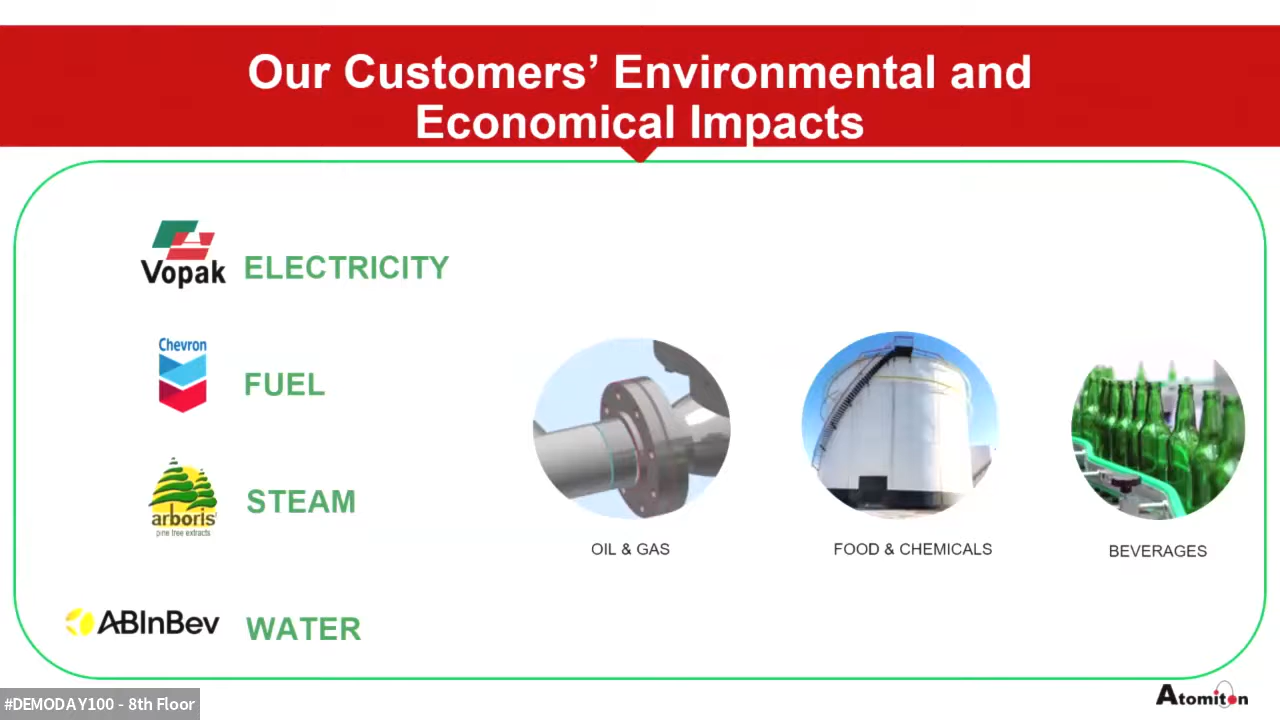 Our Customers’ Environmental and
Economical Impacts
Vopak
ELECTRICITY
Chevron
FUEL
arboris
pine tree extracts
STEAM
ABInBev
WATER
OIL & GAS
FOOD & CHEMICALS
BEVERAGES
#DEMODAY100 - 8th Floor
Atomiton